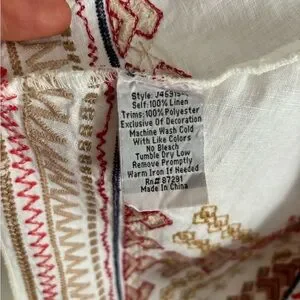 Style: J4691
Self:100% Linen
Trims:100% Polyester
Exclusive Of Decoration
Machine Wash Cold
With Like Colors
No Bleach
Tumble Dry Low
Remove Promptly
Warm Iron If Needed
Rn# 87291
Made In China